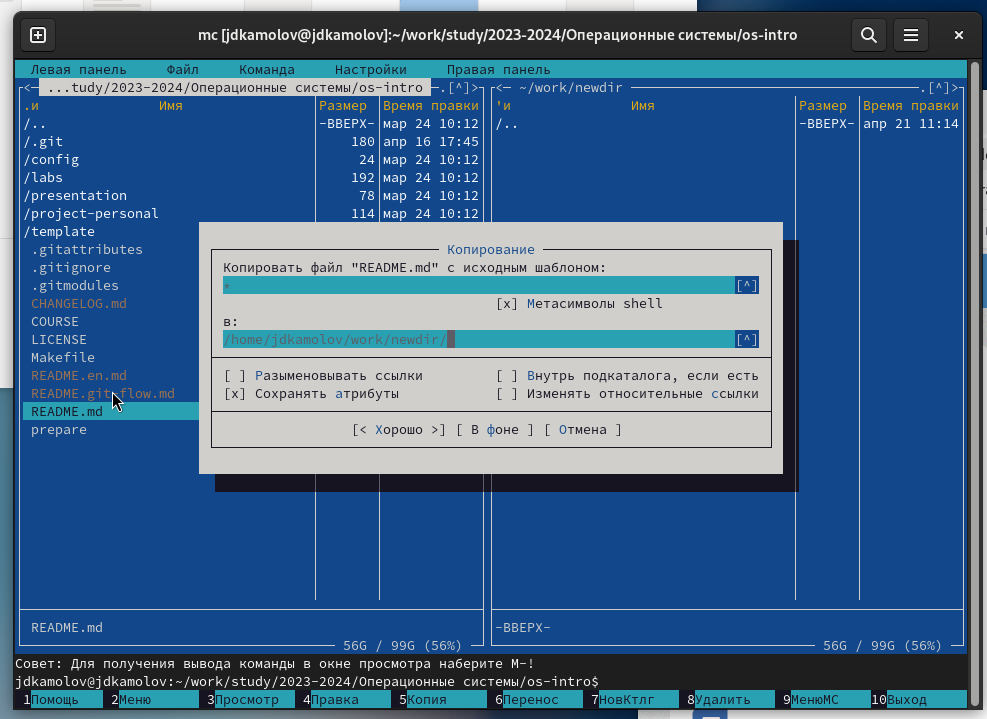 mc [jdkamolov@jdkamolov]:~/work/study/2023-2024/Операционные системы/os-intro
Левая панель Файл Команда Настройки Правая панель
<─ ...tudy/2023-2024/Операционные системы/os-intro ─.[^]> <─ ~/work/newdir ─.[^]>
.и Имя Размер Время правки 'и Имя Размер Время правки
/.. -ВВЕРХ- мар 24 10:12 /.. -ВВЕРХ- апр 21 11:14
/.git 180 апр 16 17:45
/config 24 мар 24 10:12
/labs 192 мар 24 10:12
/presentation 78 мар 24 10:12
/project-personal 114 мар 24 10:12
/template
.gitattributes
.gitignore
.gitmodules
CHANGELOG.md
COURSE
LICENSE
Makefile
README.en.md
README.git-flow.md
README.md
prepare
Копирование
Копировать файл "README.md" с исходным шаблоном:
* [^]
[x] Метасимволы shell
в:
/home/jdkamolov/work/newdir/ [^]
[ ] Разыменовывать ссылки [ ] Внутрь подкаталога, если есть
[x] Сохранять атрибуты [ ] Изменять относительные ссылки
[< Хорошо >] [ В фоне ] [ Отмена ]
README.md -ВВЕРХ-
56G / 99G (56%) 56G / 99G (56%)
Совет: Для получения вывода команды в окне просмотра наберите M-!
jdkamolov@jdkamolov:~/work/study/2023-2024/Операционные системы/os-intro$
1Помощь 2Меню 3Просмотр 4Правка 5Копия 6Перенос 7НовКтлг 8Удалить 9МенюMC 10Выход